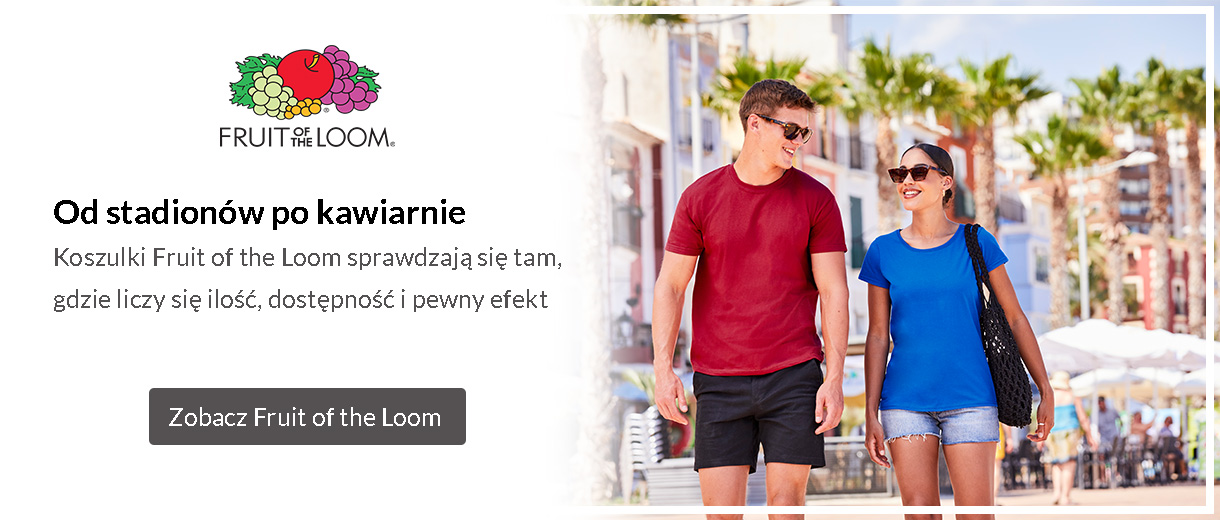 FRUIT OF THE LOOM®
Od stadionów po kawiarnie
Koszulki Fruit of the Loom sprawdzają się tam,
gdzie liczy się ilość, dostępność i pewny efekt
Zobacz Fruit of the Loom